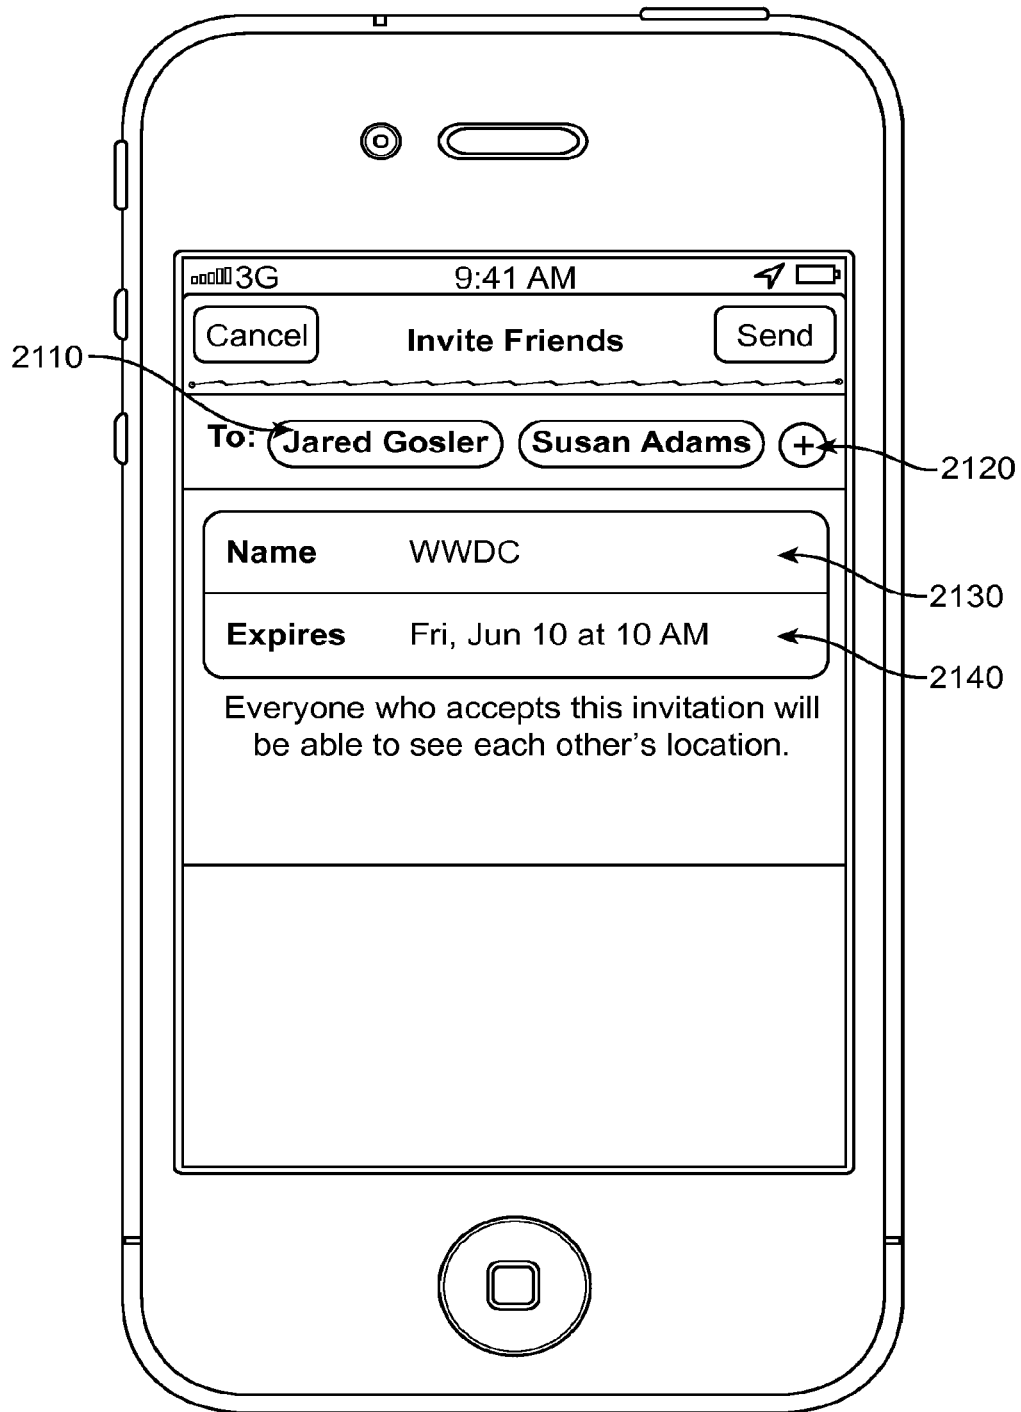 3G 9:41 AM
Cancel Invite Friends Send
2110
To: Jared Gosler Susan Adams +
2120
Name WWDC
2130
Expires Fri, Jun 10 at 10 AM
2140
Everyone who accepts this invitation will
be able to see each other’s location.